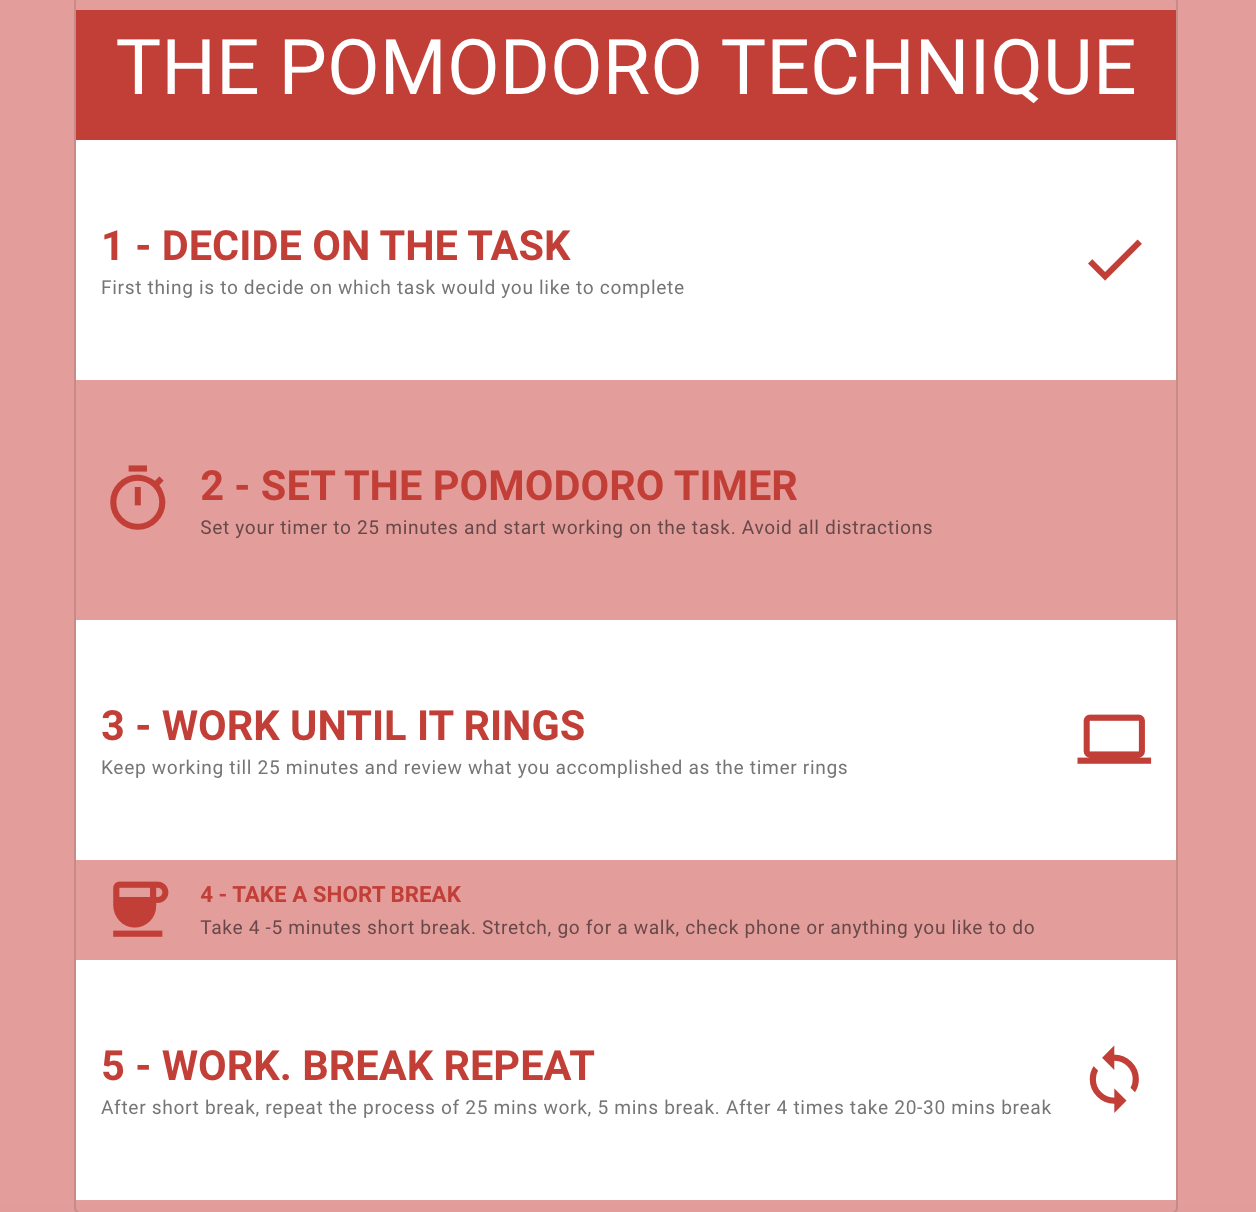 THE POMODORO TECHNIQUE
1 - DECIDE ON THE TASK
First thing is to decide on which task would you like to complete
2 - SET THE POMODORO TIMER
Set your timer to 25 minutes and start working on the task. Avoid all distractions
3 - WORK UNTIL IT RINGS
Keep working till 25 minutes and review what you accomplished as the timer rings
4 - TAKE A SHORT BREAK
Take 4 -5 minutes short break. Stretch, go for a walk, check phone or anything you like to do
5 - WORK. BREAK REPEAT
After short break, repeat the process of 25 mins work, 5 mins break. After 4 times take 20-30 mins break